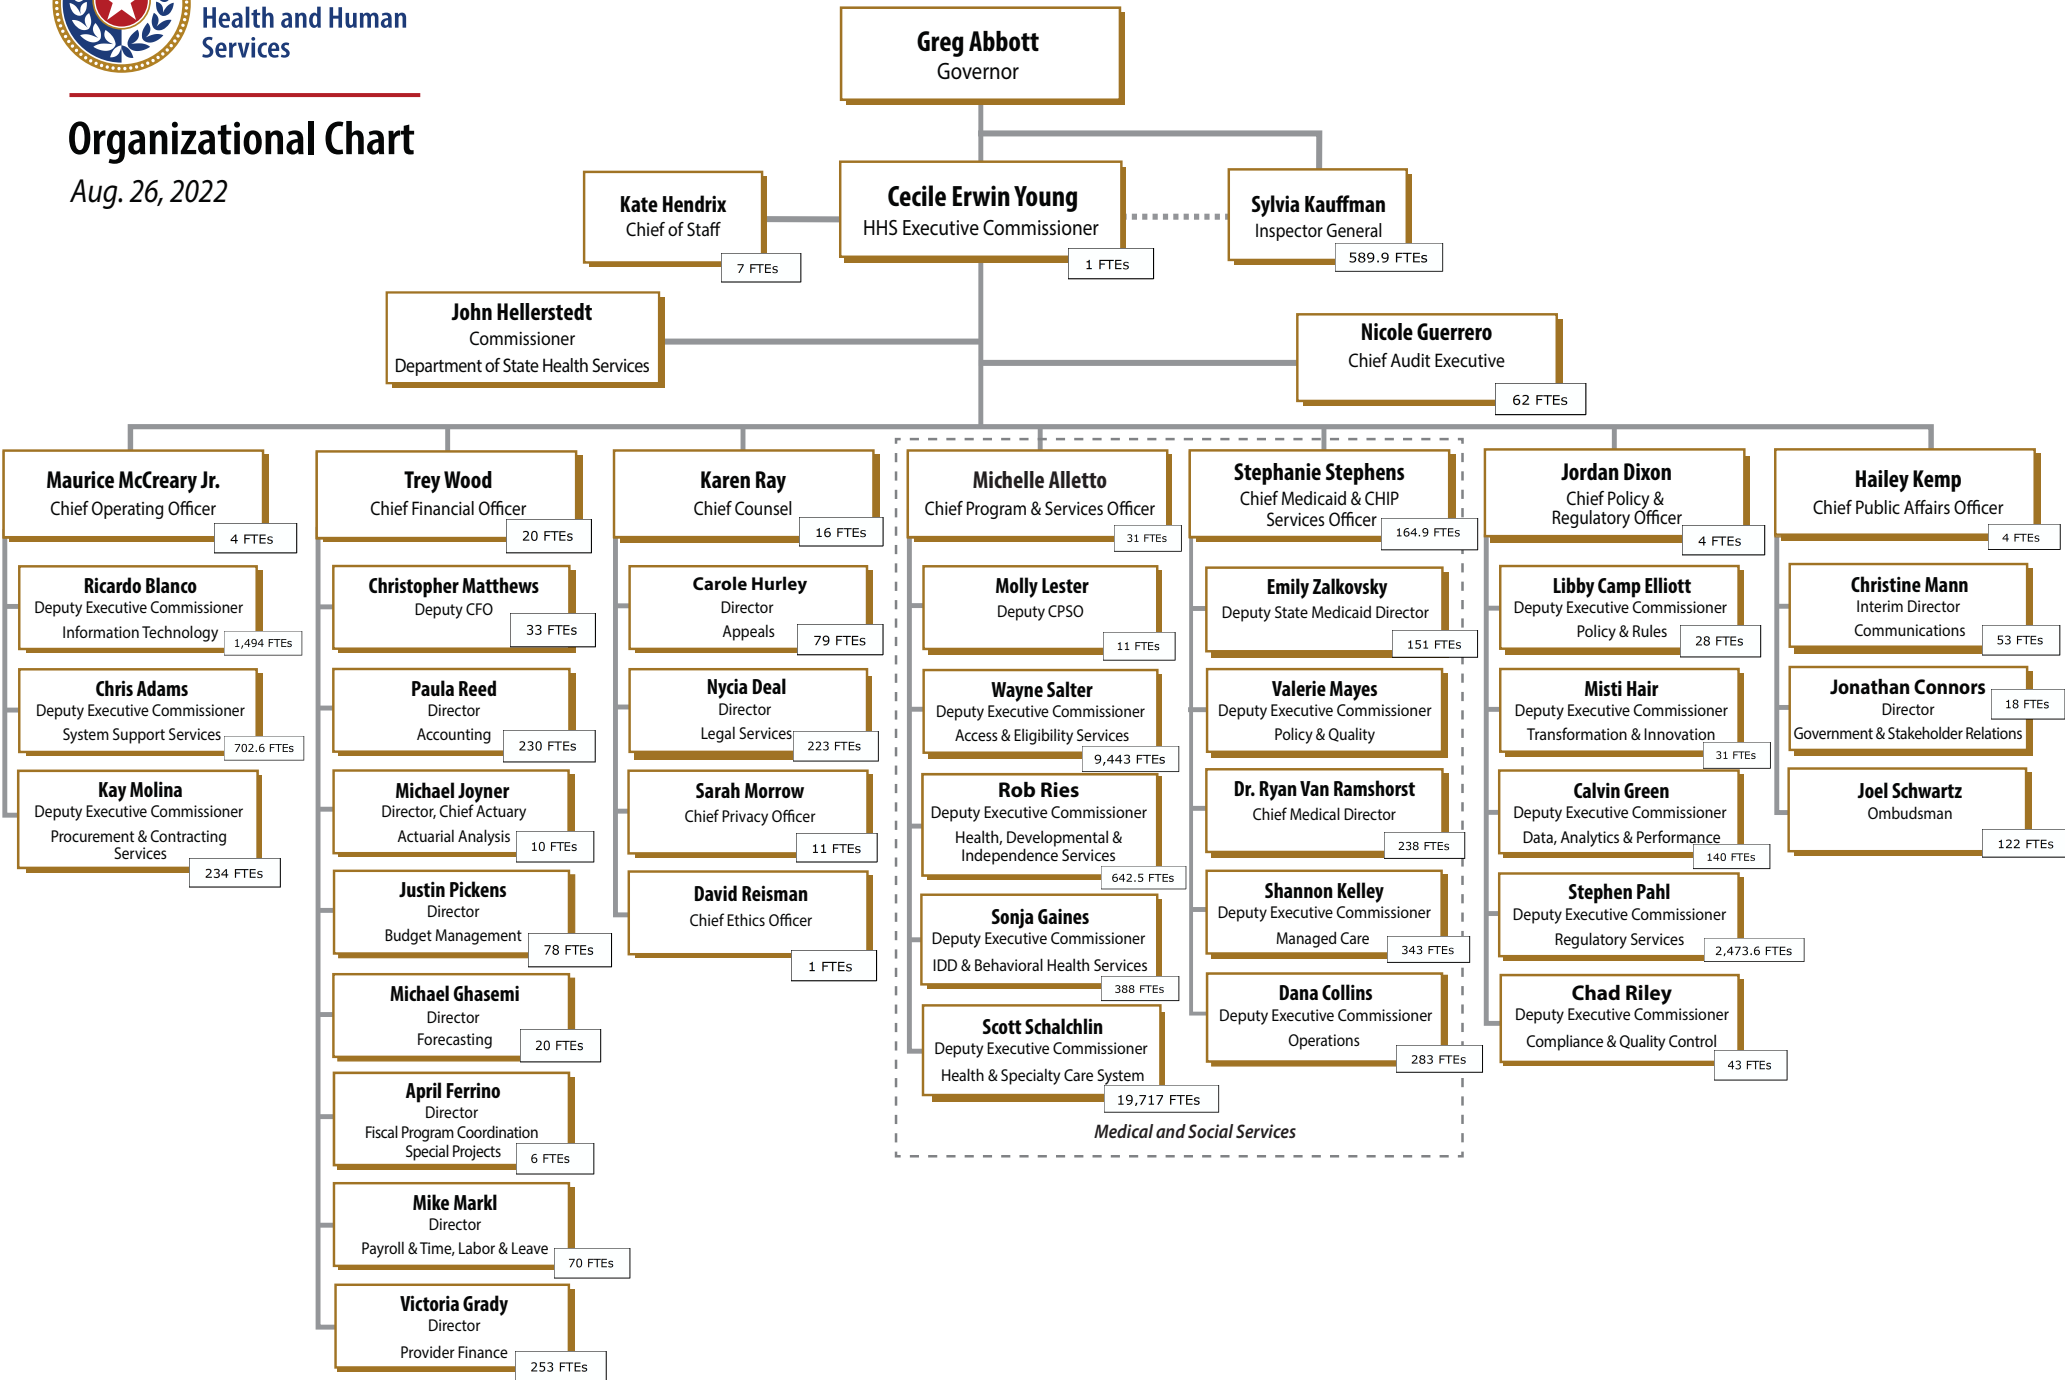 Health and Human
Services
Organizational Chart
Aug. 26, 2022
Greg Abbott
Governor
Kate Hendrix
Chief of Staff
7 FTEs
Cecile Erwin Young
HHS Executive Commissioner
1 FTEs
Sylvia Kauffman
Inspector General
589.9 FTEs
John Hellerstedt
Commissioner
Department of State Health Services
Nicole Guerrero
Chief Audit Executive
62 FTEs
Maurice McCreary Jr.
Chief Operating Officer
4 FTEs
Ricardo Blanco
Deputy Executive Commissioner
Information Technology
1,494 FTEs
Chris Adams
Deputy Executive Commissioner
System Support Services
702.6 FTEs
Kay Molina
Deputy Executive Commissioner
Procurement & Contracting
Services
234 FTEs
Trey Wood
Chief Financial Officer
20 FTEs
Christopher Matthews
Deputy CFO
33 FTEs
Paula Reed
Director
Accounting
230 FTEs
Michael Joyner
Director, Chief Actuary
Actuarial Analysis
10 FTEs
Justin Pickens
Director
Budget Management
78 FTEs
Michael Ghasemi
Director
Forecasting
20 FTEs
April Ferrino
Director
Fiscal Program Coordination
Special Projects
6 FTEs
Mike Markl
Director
Payroll & Time, Labor & Leave
70 FTEs
Victoria Grady
Director
Provider Finance
253 FTEs
Karen Ray
Chief Counsel
16 FTEs
Carole Hurley
Director
Appeals
79 FTEs
Nycia Deal
Director
Legal Services
223 FTEs
Sarah Morrow
Chief Privacy Officer
11 FTEs
David Reisman
Chief Ethics Officer
1 FTEs
Michelle Alletto
Chief Program & Services Officer
31 FTEs
Molly Lester
Deputy CPSO
11 FTEs
Wayne Salter
Deputy Executive Commissioner
Access & Eligibility Services
9,443 FTEs
Rob Ries
Deputy Executive Commissioner
Health, Developmental &
Independence Services
642.5 FTEs
Sonja Gaines
Deputy Executive Commissioner
IDD & Behavioral Health Services
388 FTEs
Scott Schalchlin
Deputy Executive Commissioner
Health & Specialty Care System
19,717 FTEs
Stephanie Stephens
Chief Medicaid & CHIP
Services Officer
164.9 FTEs
Emily Zalkovsky
Deputy State Medicaid Director
151 FTEs
Valerie Mayes
Deputy Executive Commissioner
Policy & Quality
Dr. Ryan Van Ramshorst
Chief Medical Director
238 FTEs
Shannon Kelley
Deputy Executive Commissioner
Managed Care
343 FTEs
Dana Collins
Deputy Executive Commissioner
Operations
283 FTEs
Medical and Social Services
Jordan Dixon
Chief Policy &
Regulatory Officer
4 FTEs
Libby Camp Elliott
Deputy Executive Commissioner
Policy & Rules
28 FTEs
Misti Hair
Deputy Executive Commissioner
Transformation & Innovation
31 FTEs
Calvin Green
Deputy Executive Commissioner
Data, Analytics & Performance
140 FTEs
Stephen Pahl
Deputy Executive Commissioner
Regulatory Services
2,473.6 FTEs
Chad Riley
Deputy Executive Commissioner
Compliance & Quality Control
43 FTEs
Hailey Kemp
Chief Public Affairs Officer
4 FTEs
Christine Mann
Interim Director
Communications
53 FTEs
Jonathan Connors
18 FTEs
Director
Government & Stakeholder Relations
Joel Schwartz
Ombudsman
122 FTEs